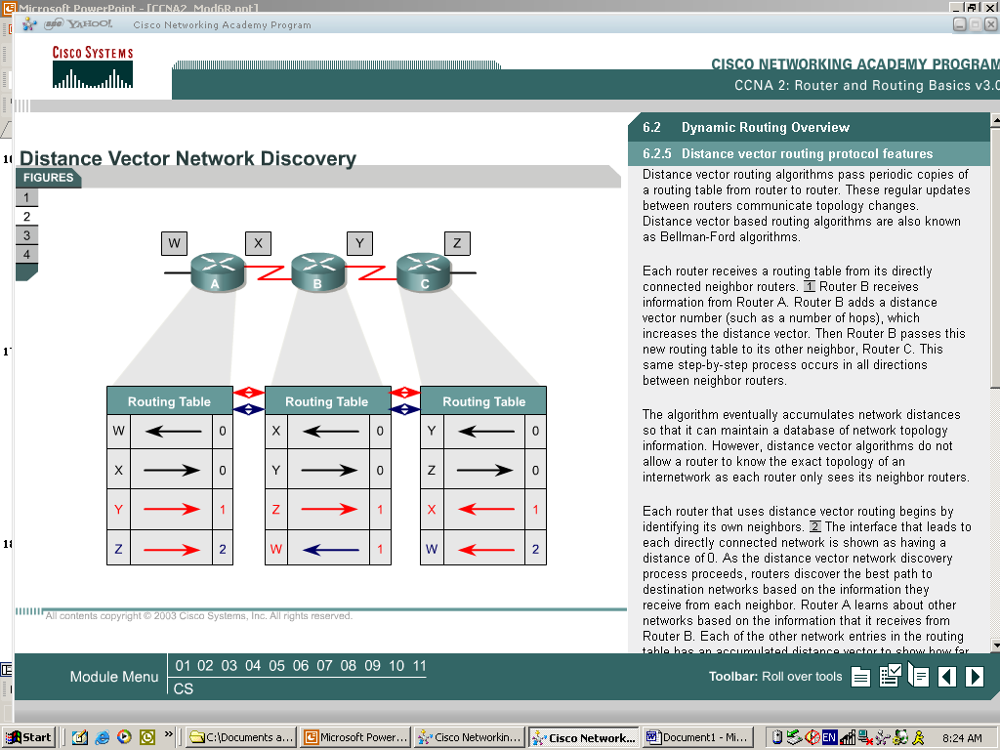 Microsoft PowerPoint - [CCNA2_Mod6R.ppt]
YAHOO! Cisco Networking Academy Program
CISCO SYSTEMS
CISCO NETWORKING ACADEMY PROGRAM
CCNA 2: Router and Routing Basics v3.0
Distance Vector Network Discovery
FIGURES
1
2
3
4
W X Y Z
A B C
Routing Table
W 0
X 0
Y 1
Z 2
Routing Table
X 0
Y 0
Z 1
W 1
Routing Table
Y 0
Z 0
X 1
W 2
All contents copyright © 2003 Cisco Systems, Inc. All rights reserved.
6.2 Dynamic Routing Overview
6.2.5 Distance vector routing protocol features
Distance vector routing algorithms pass periodic copies of
a routing table from router to router. These regular updates
between routers communicate topology changes.
Distance vector based routing algorithms are also known
as Bellman-Ford algorithms.
Each router receives a routing table from its directly
connected neighbor routers. 1 Router B receives
information from Router A. Router B adds a distance
vector number (such as a number of hops), which
increases the distance vector. Then Router B passes this
new routing table to its other neighbor, Router C. This
same step-by-step process occurs in all directions
between neighbor routers.
The algorithm eventually accumulates network distances
so that it can maintain a database of network topology
information. However, distance vector algorithms do not
allow a router to know the exact topology of an
internetwork as each router only sees its neighbor routers.
Each router that uses distance vector routing begins by
identifying its own neighbors. 2 The interface that leads to
each directly connected network is shown as having a
distance of 0. As the distance vector network discovery
process proceeds, routers discover the best path to
destination networks based on the information they
receive from each neighbor. Router A learns about other
networks based on the information that it receives from
Router B. Each of the other network entries in the routing
table has an accumulated distance vector to show how far
Module Menu
01 02 03 04 05 06 07 08 09 10 11
CS
Toolbar: Roll over tools
Start
»
C:\Documents a...
Microsoft Power...
Cisco Networkin...
Cisco Network...
Document1 - Mi...
EN
8:24 AM